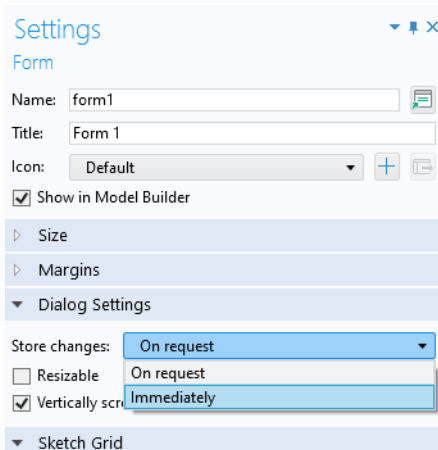 Settings
Form
Name: form1
Title: Form 1
Icon: Default
Show in Model Builder
Size
Margins
Dialog Settings
Store changes: On request
Resizable On request
Vertically Immediately
Sketch Grid